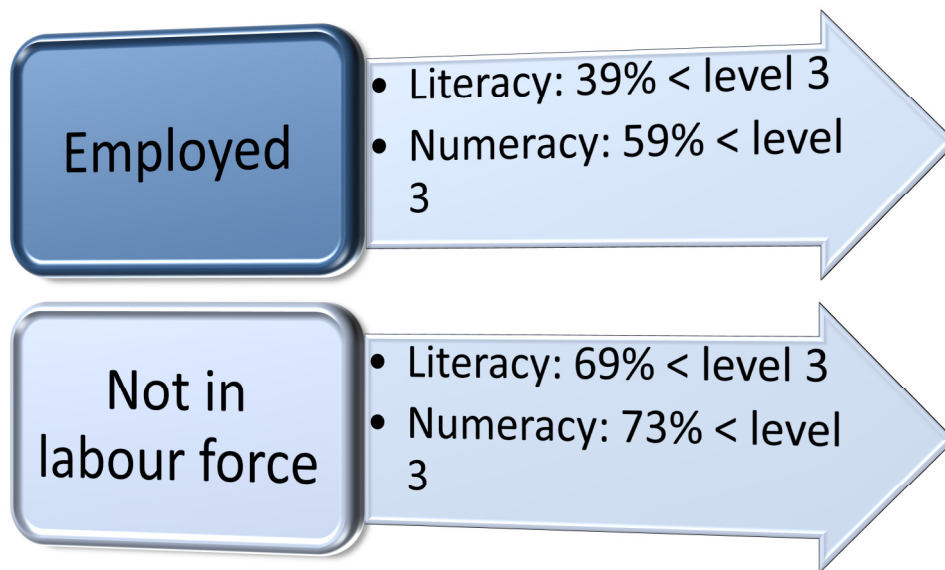 Employed
• Literacy: 39% < level 3
• Numeracy: 59% < level
3
Not in
labour force
• Literacy: 69% < level 3
• Numeracy: 73% < level
3